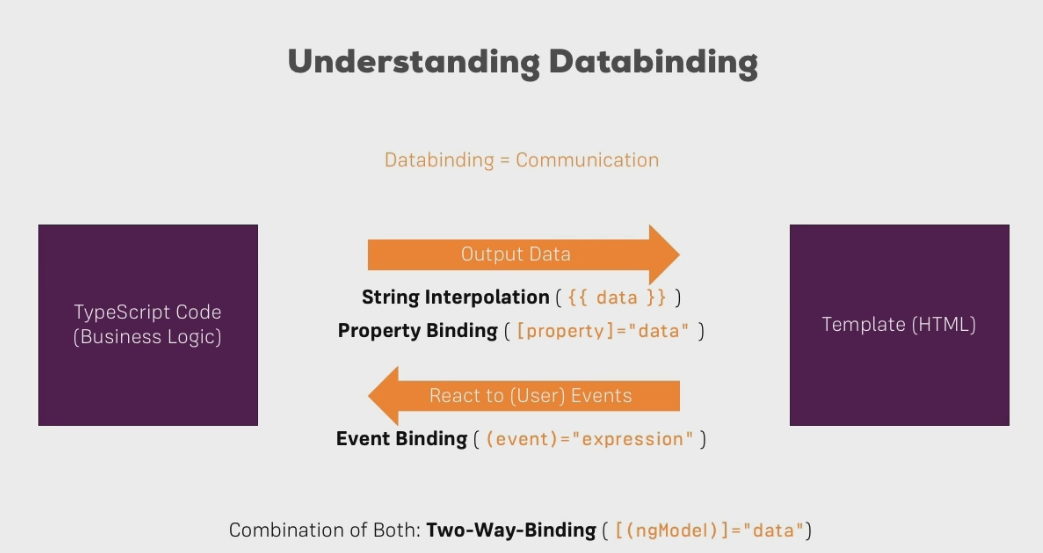 Understanding Databinding
Databinding = Communication
TypeScript Code
(Business Logic)
Output Data
String Interpolation ( {{ data }} )
Property Binding ( [property]="data" )
React to (User) Events
Event Binding ( (event)="expression" )
Template (HTML)
Combination of Both: Two-Way-Binding ( [(ngModel)]="data")